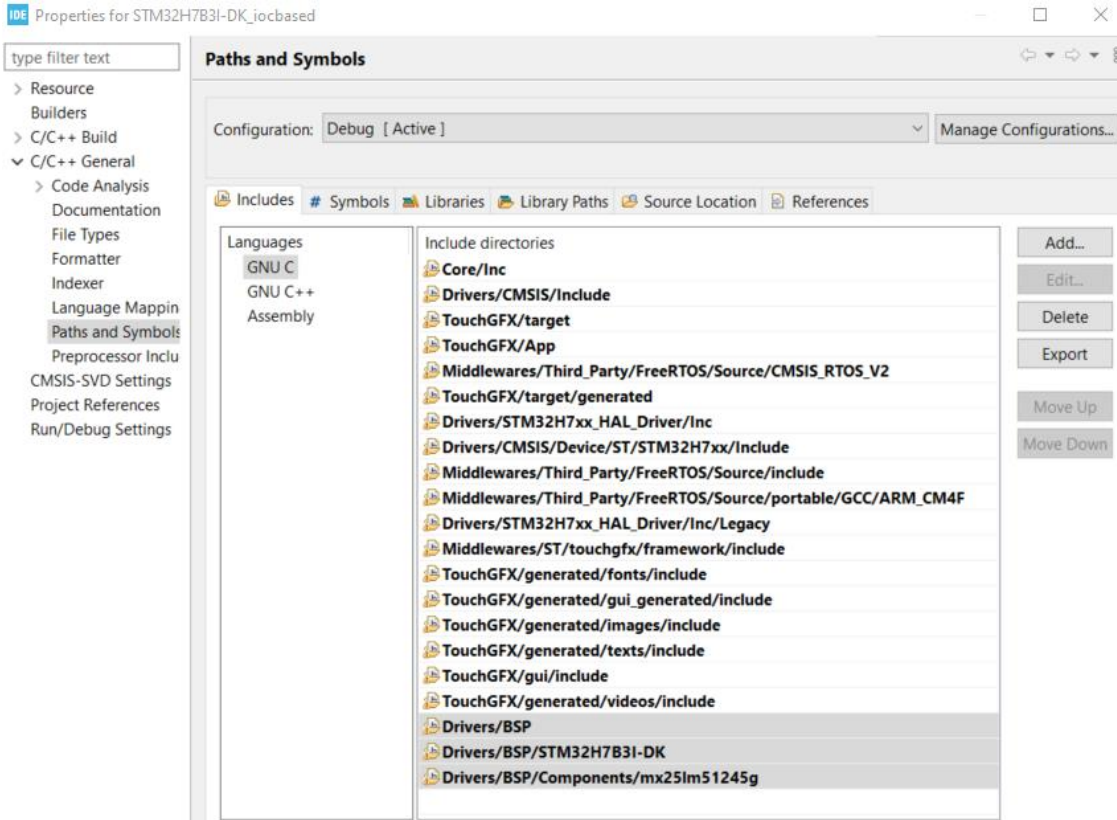 IDE Properties for STM32H7B3I-DK_iocbased
type filter text
Resource
Builders
C/C++ Build
C/C++ General
Code Analysis
Documentation
File Types
Formatter
Indexer
Language Mappin
Paths and Symbols
Preprocessor Inclu
CMSIS-SVD Settings
Project References
Run/Debug Settings
Paths and Symbols
Configuration: Debug [ Active ] Manage Configurations...
Includes # Symbols Libraries Library Paths Source Location References
Languages
GNU C
GNU C++
Assembly
Include directories
Core/Inc
Drivers/CMSIS/Include
TouchGFX/target
TouchGFX/App
Middlewares/Third_Party/FreeRTOS/Source/CMSIS_RTOS_V2
TouchGFX/target/generated
Drivers/STM32H7xx_HAL_Driver/Inc
Drivers/CMSIS/Device/ST/STM32H7xx/Include
Middlewares/Third_Party/FreeRTOS/Source/include
Middlewares/Third_Party/FreeRTOS/Source/portable/GCC/ARM_CM4F
Drivers/STM32H7xx_HAL_Driver/Inc/Legacy
Middlewares/ST/touchgfx/framework/include
TouchGFX/generated/fonts/include
TouchGFX/generated/gui_generated/include
TouchGFX/generated/images/include
TouchGFX/generated/texts/include
TouchGFX/gui/include
TouchGFX/generated/videos/include
Drivers/BSP
Drivers/BSP/STM32H7B3I-DK
Drivers/BSP/Components/mx25lm51245g
Add...
Edit...
Delete
Export
Move Up
Move Down